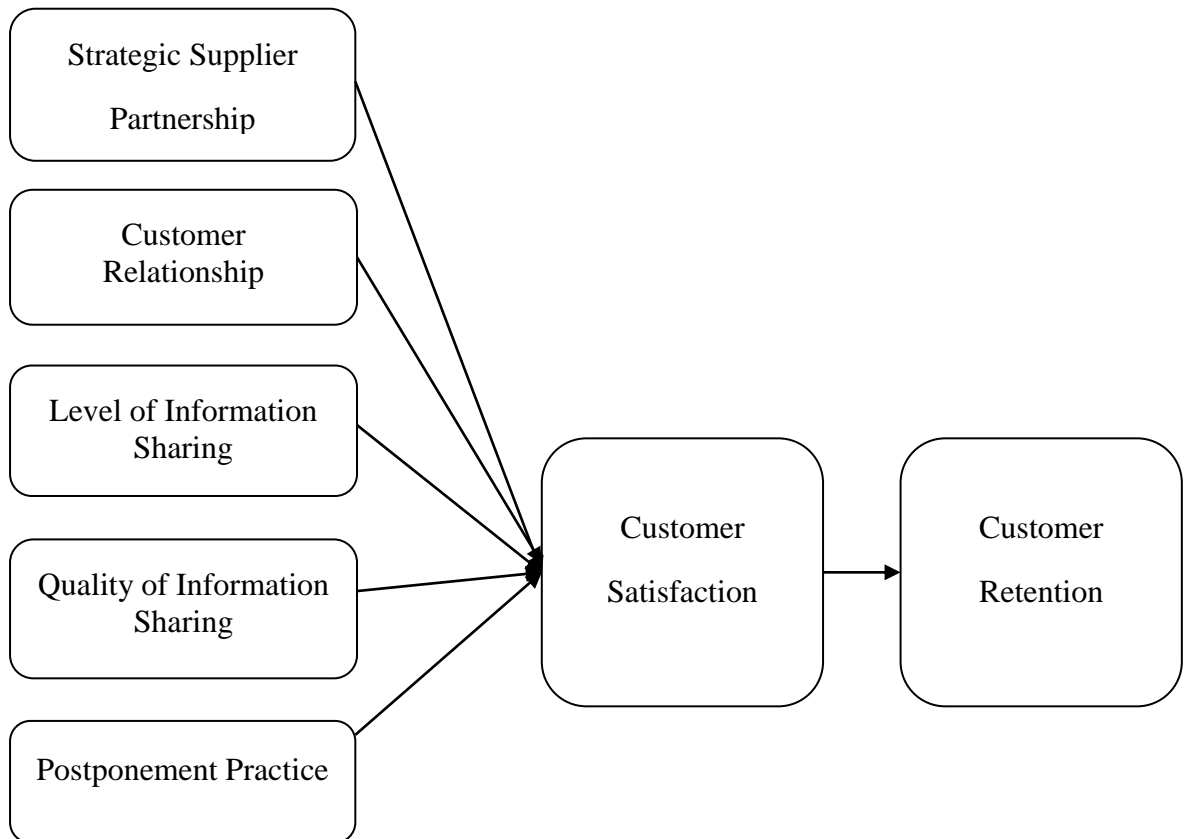 Strategic Supplier
Partnership
Customer
Relationship
Level of Information
Sharing
Quality of Information
Sharing
Postponement Practice
Customer
Satisfaction
Customer
Retention